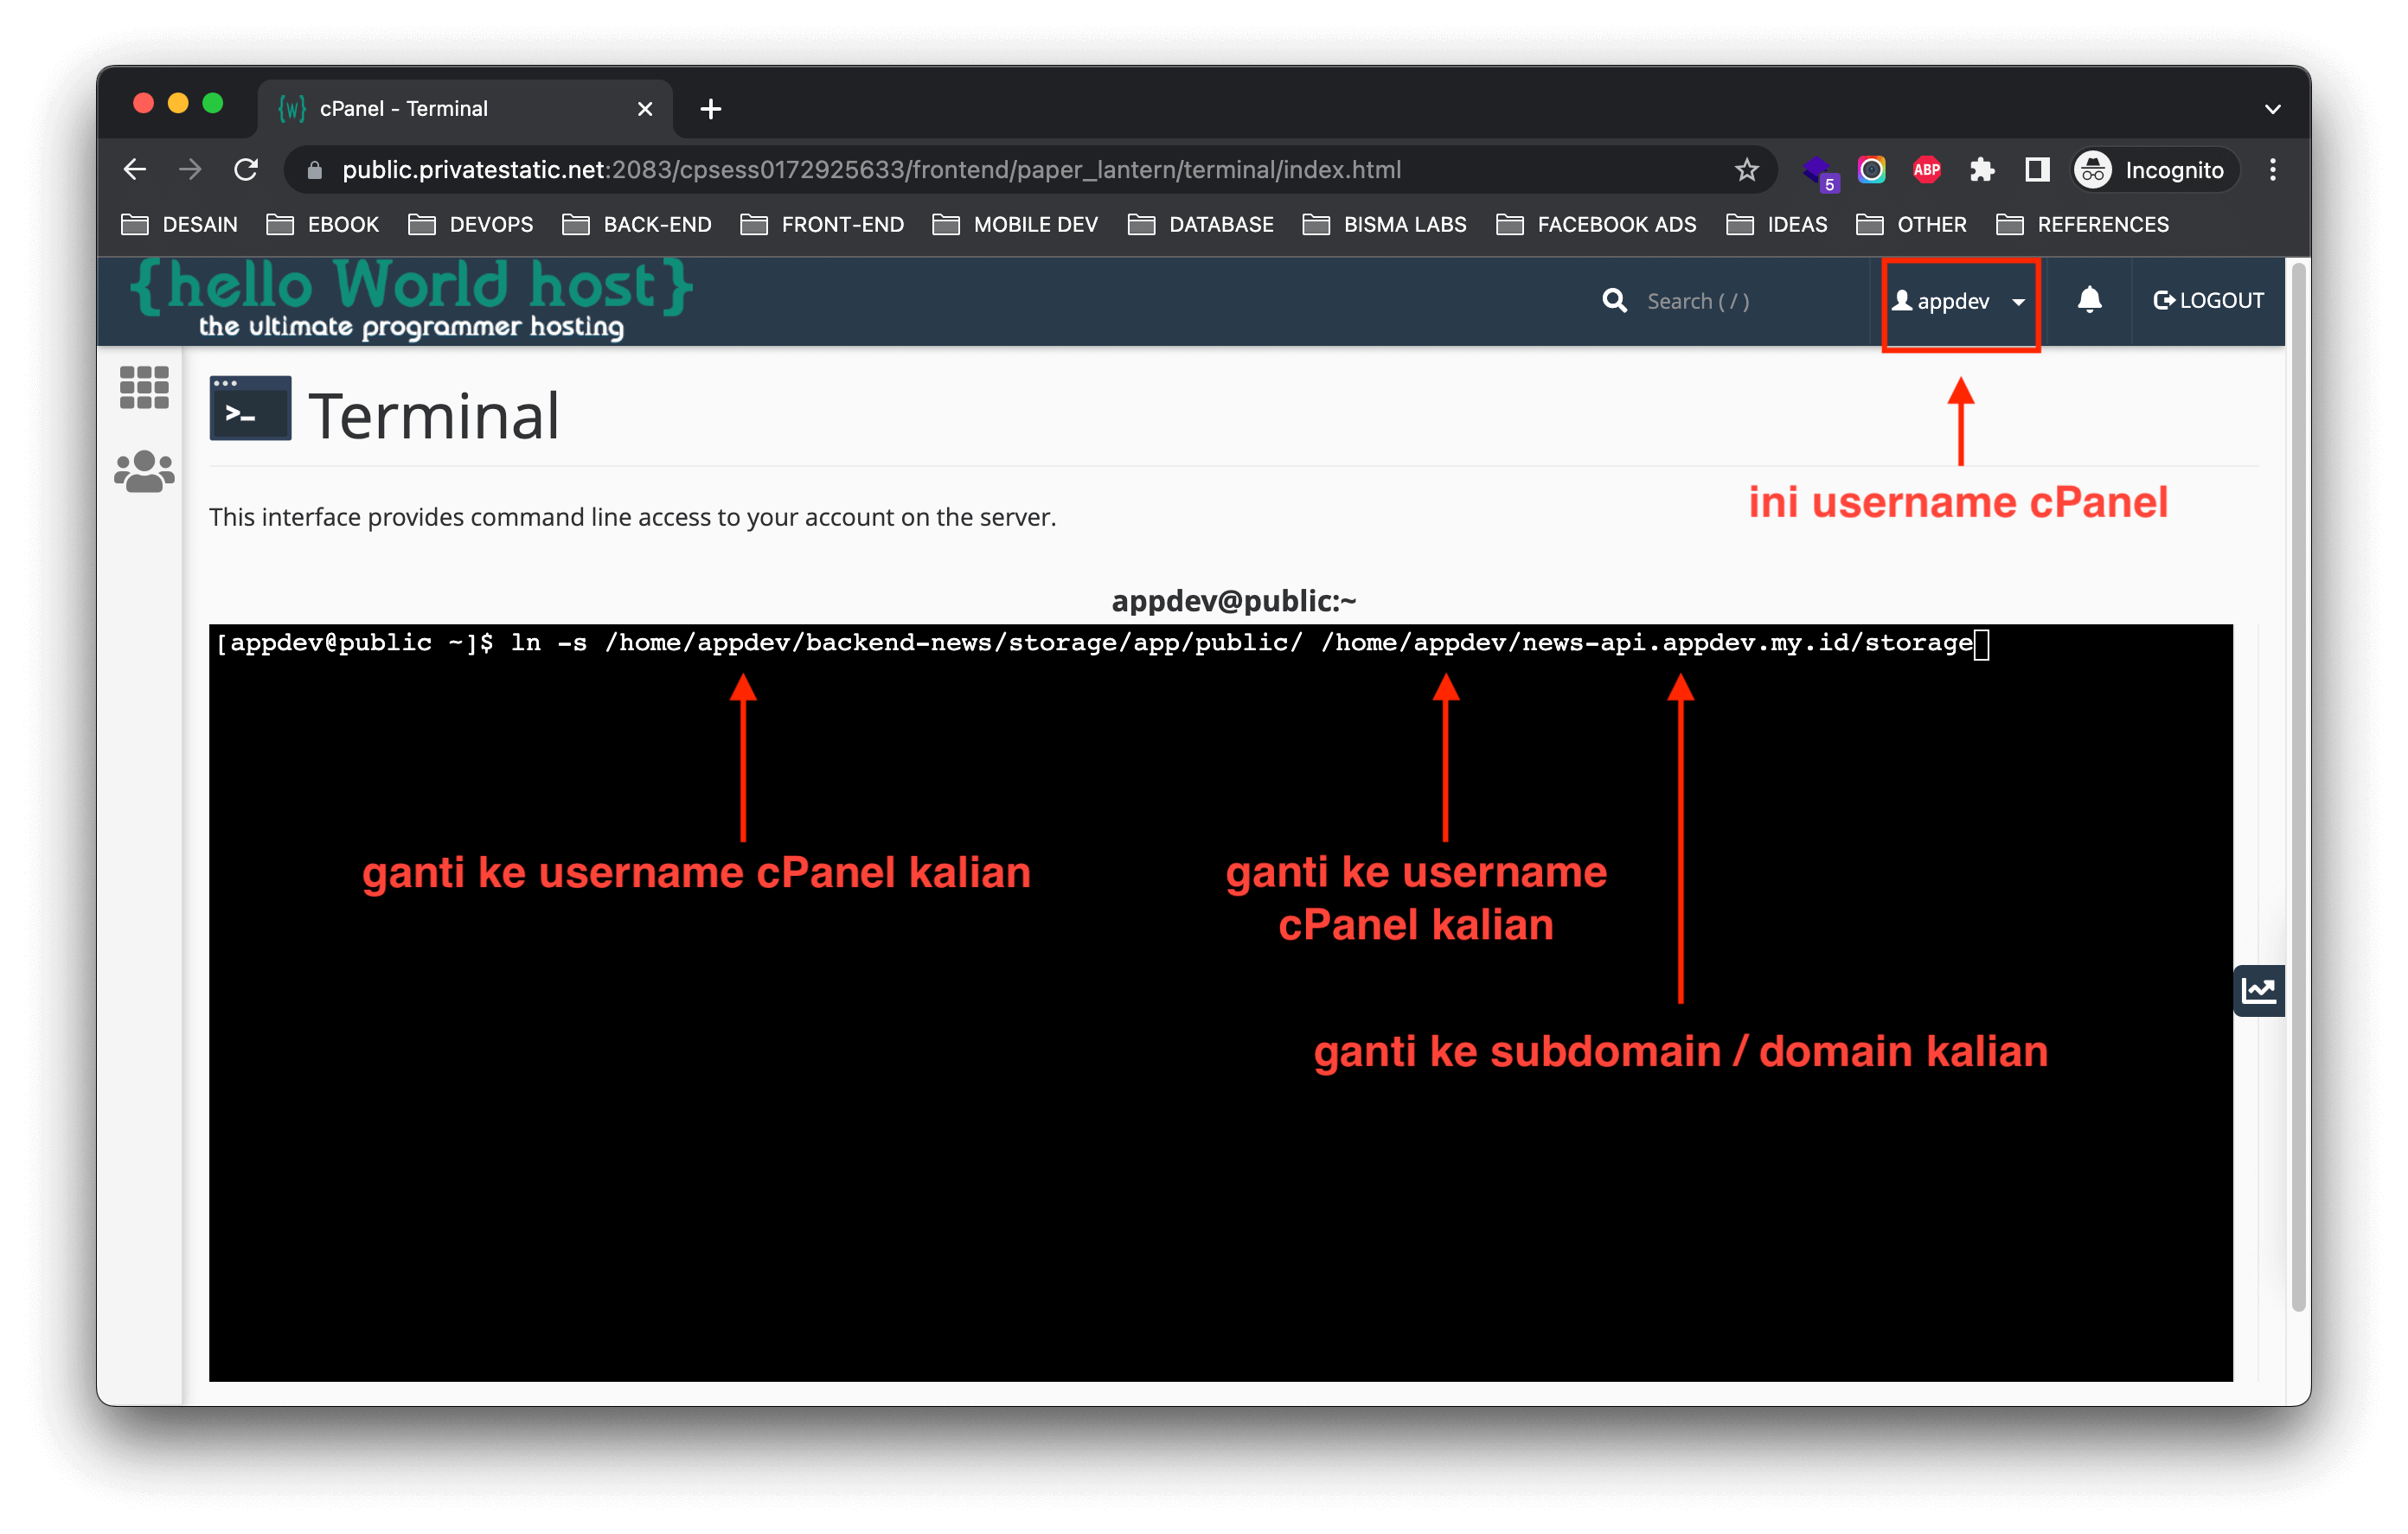 cPanel - Terminal
public.privatestatic.net:2083/cpsess0172925633/frontend/paper_lantern/terminal/index.html
5
ABP
Incognito
DESAIN EBOOK DEVOPS BACK-END FRONT-END MOBILE DEV DATABASE BISMA LABS FACEBOOK ADS IDEAS OTHER REFERENCES
{hello World host}
the ultimate programmer hosting
Search ( / )
appdev
LOGOUT
>_ Terminal
ini username cPanel
This interface provides command line access to your account on the server.
appdev@public:~
[appdev@public ~]$ ln -s /home/appdev/backend-news/storage/app/public/ /home/appdev/news-api.appdev.my.id/storage
ganti ke username cPanel kalian
ganti ke username
cPanel kalian
ganti ke subdomain / domain kalian